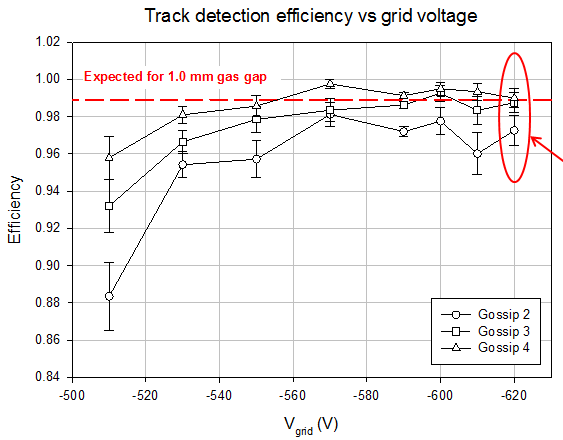 Track detection efficiency vs grid voltage
1.02
1.00
0.98
0.96
0.94
0.92
0.90
0.88
0.86
0.84
Efficiency
Expected for 1.0 mm gas gap
Gossip 2
Gossip 3
Gossip 4
-500 -520 -540 -560 -580 -600 -620
Vgrid (V)